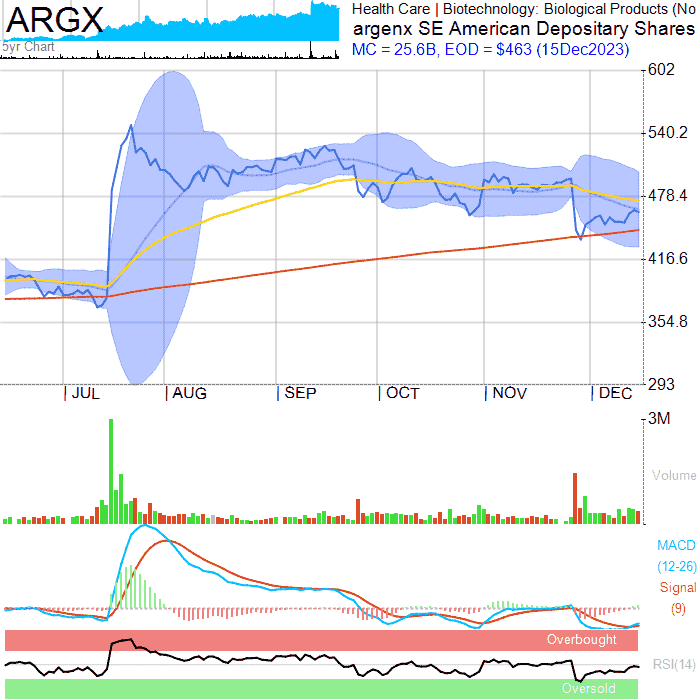 ARGX
5yr Chart
Health Care | Biotechnology: Biological Products (No
argenx SE American Depositary Shares
MC = 25.6B, EOD = $463 (15Dec2023)
602
540.2
478.4
416.6
354.8
293
JUL
AUG
SEP
OCT
NOV
DEC
3M
Volume
MACD
(12-26)
Signal
(9)
Overbought
RSI(14)
Oversold